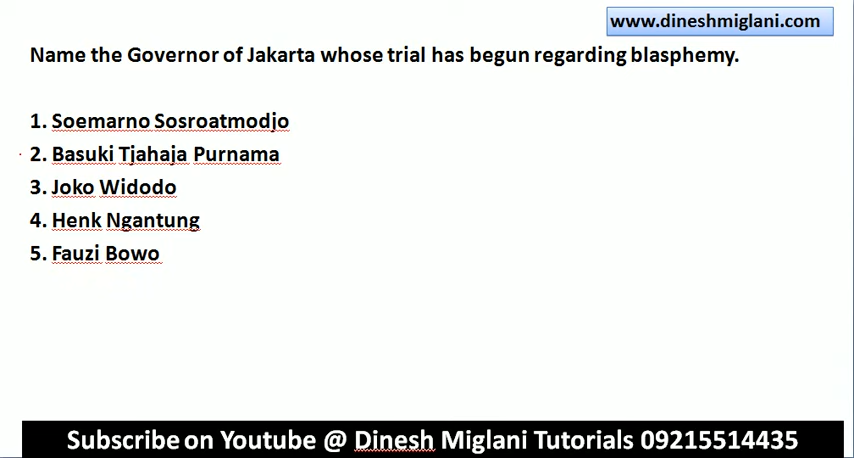 www.dineshmiglani.com
Name the Governor of Jakarta whose trial has begun regarding blasphemy.
1. Soemarno Sosroatmodjo
2. Basuki Tjahaja Purnama
3. Joko Widodo
4. Henk Ngantung
5. Fauzi Bowo
Subscribe on Youtube @ Dinesh Miglani Tutorials 09215514435